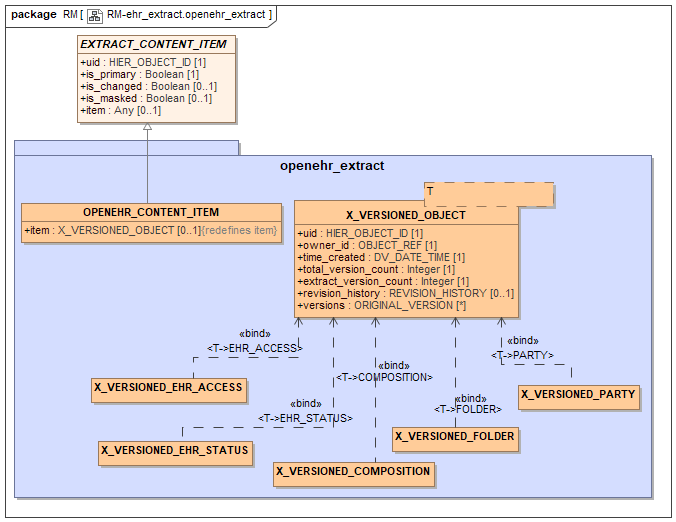 package RM [ RM-ehr_extract.openehr_extract ]
EXTRACT_CONTENT_ITEM
+uid : HIER_OBJECT_ID [1]
+is_primary : Boolean [1]
+is_changed : Boolean [0..1]
+is_masked : Boolean [0..1]
+item : Any [0..1]
openehr_extract
OPENEHR_CONTENT_ITEM
+item : X_VERSIONED_OBJECT [0..1]{redefines item}
T
X_VERSIONED_OBJECT
+uid : HIER_OBJECT_ID [1]
+owner_id : OBJECT_REF [1]
+time_created : DV_DATE_TIME [1]
+total_version_count : Integer [1]
+extract_version_count : Integer [1]
+revision_history : REVISION_HISTORY [0..1]
+versions : ORIGINAL_VERSION [*]
«bind»
<T->EHR_ACCESS>
«bind»
<T->PARTY>
«bind»
<T->COMPOSITION>
X_VERSIONED_EHR_ACCESS
X_VERSIONED_PARTY
«bind»
<T->EHR_STATUS>
«bind»
<T->FOLDER>
X_VERSIONED_EHR_STATUS
X_VERSIONED_FOLDER
X_VERSIONED_COMPOSITION